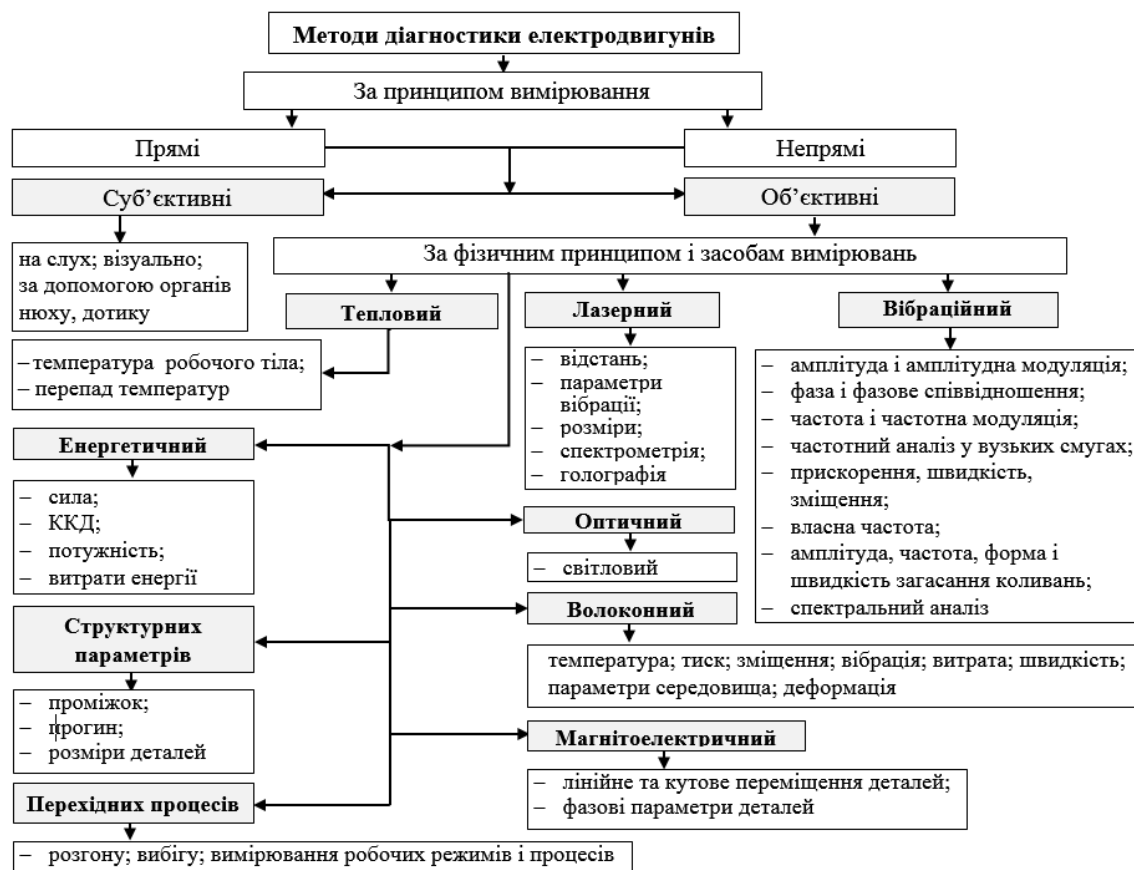 Методи діагностики електродвигунів
За принципом вимірювання
Прямі
Непрямі
Суб’єктивні
Об’єктивні
на слух; візуально;
за допомогою органів
нюху, дотику
За фізичним принципом і засобам вимірювань
Тепловий
Лазерний
Вібраційний
– температура робочого тіла;
– перепад температур
– відстань;
– параметри
вібрації;
– розміри;
– спектрометрія;
– голографія
– амплітуда і амплітудна модуляція;
– фаза і фазове співвідношення;
– частота і частотна модуляція;
– частотний аналіз у вузьких смугах;
– прискорення, швидкість,
зміщення;
– власна частота;
– амплітуда, частота, форма і
швидкість загасання коливань;
– спектральний аналіз
Енергетичний
– сила;
– ККД;
– потужність;
– витрати енергії
Оптичний
– світловий
Волоконний
температура; тиск; зміщення; вібрація; витрата; швидкість;
параметри середовища; деформація
Структурних
параметрів
– проміжок;
– прогин;
– розміри деталей
Магнітоелектричний
– лінійне та кутове переміщення деталей;
– фазові параметри деталей
Перехідних процесів
– розгону; вибігу; вимірювання робочих режимів і процесів